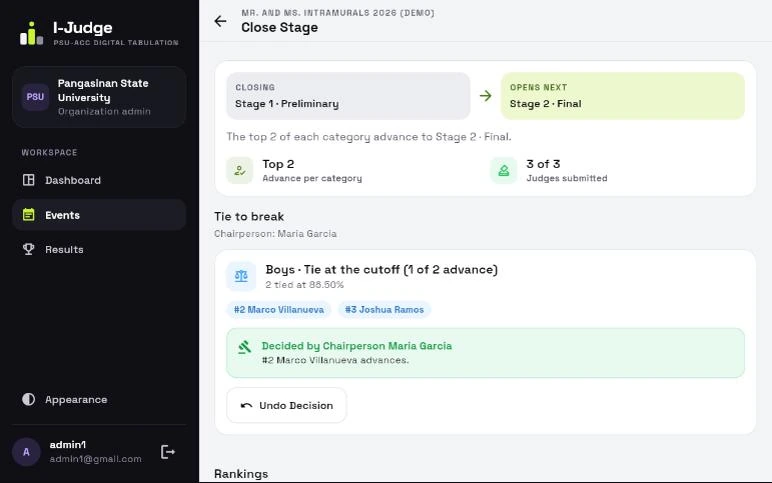 I-Judge
PSU-ACC DIGITAL TABULATION
PSU
Pangasinan State
University
Organization admin
WORKSPACE
Dashboard
Events
Results
Appearance
A
admin1
admin1@gmail.com
MR. AND MS. INTRAMURALS 2026 (DEMO)
Close Stage
CLOSING
Stage 1 · Preliminary
OPENS NEXT
Stage 2 · Final
The top 2 of each category advance to Stage 2 · Final.
Top 2
Advance per category
3 of 3
Judges submitted
Tie to break
Chairperson: Maria Garcia
Boys · Tie at the cutoff (1 of 2 advance)
2 tied at 86.50%
#2 Marco Villanueva
#3 Joshua Ramos
Decided by Chairperson Maria Garcia
#2 Marco Villanueva advances.
Undo Decision
Rankings